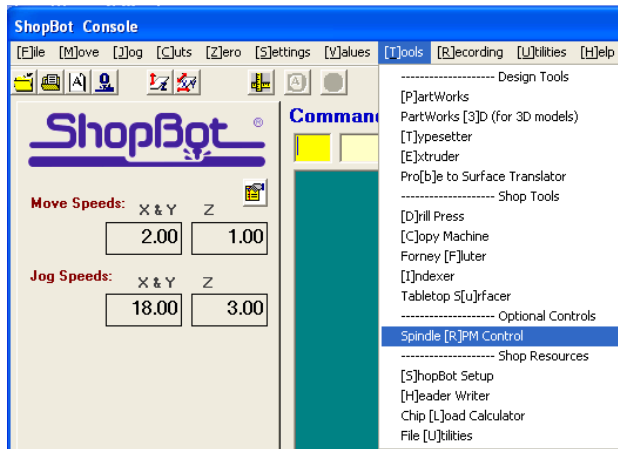 ShopBot Console
[F]ile [M]ove [J]og [C]uts [Z]ero [S]ettings [V]alues [T]ools [R]ecording [U]tilities [H]elp
ShopBot ®
Move Speeds: X & Y Z
2.00 1.00
Jog Speeds: X & Y Z
18.00 3.00
Comman
-------------------- Design Tools
[P]artWorks
PartWorks [3]D (for 3D models)
[T]ypesetter
[E]xtruder
Pro[b]e to Surface Translator
-------------------- Shop Tools
[D]rill Press
[C]opy Machine
Forney [F]luter
[I]ndexer
Tabletop S[u]rfacer
-------------------- Optional Controls
Spindle [R]PM Control
-------------------- Shop Resources
[S]hopBot Setup
[H]eader Writer
Chip [L]oad Calculator
File [U]tilities